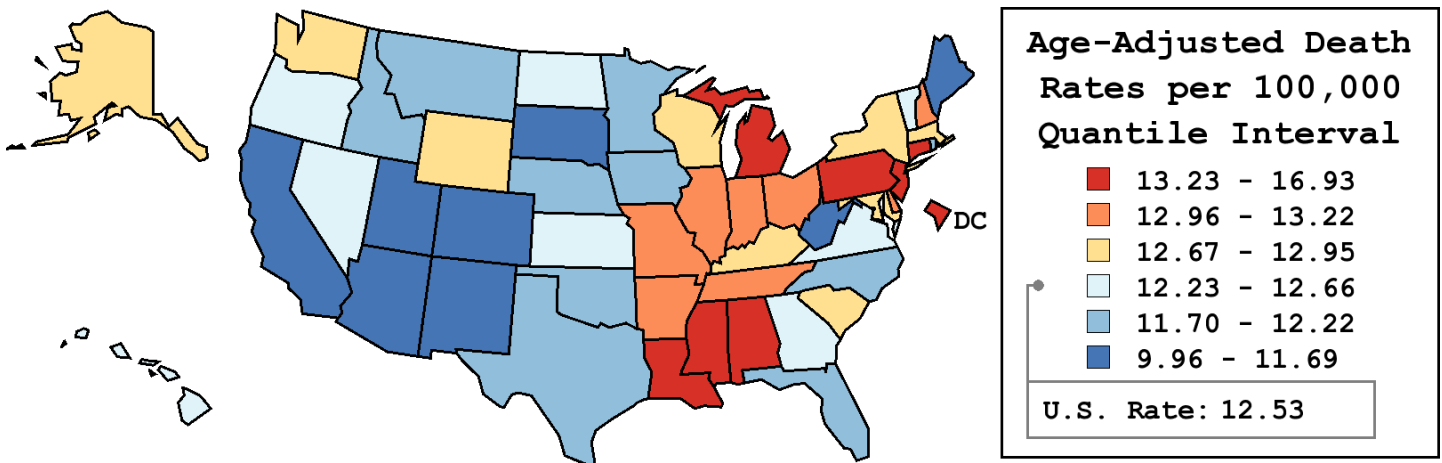 Age-Adjusted Death
Rates per 100,000
Quantile Interval
13.23 - 16.93
12.96 - 13.22
12.67 - 12.95
12.23 - 12.66
11.70 - 12.22
9.96 - 11.69
U.S. Rate: 12.53
DC